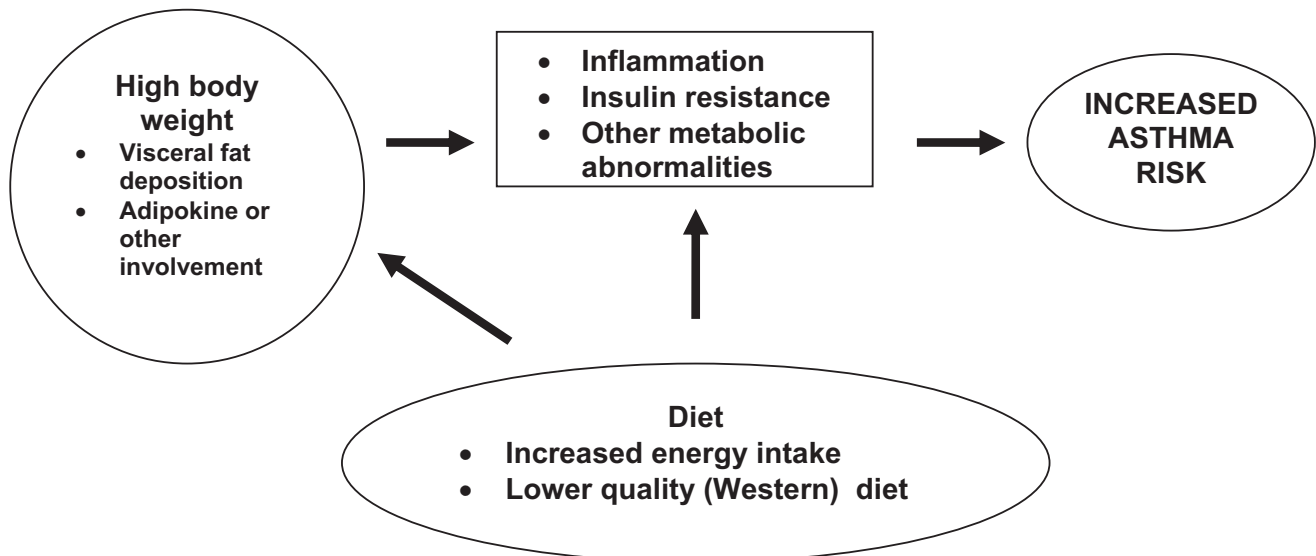 High body
weight
• Visceral fat
deposition
• Adipokine or
other
involvement
• Inflammation
• Insulin resistance
• Other metabolic
abnormalities
INCREASED
ASTHMA
RISK
Diet
• Increased energy intake
• Lower quality (Western) diet